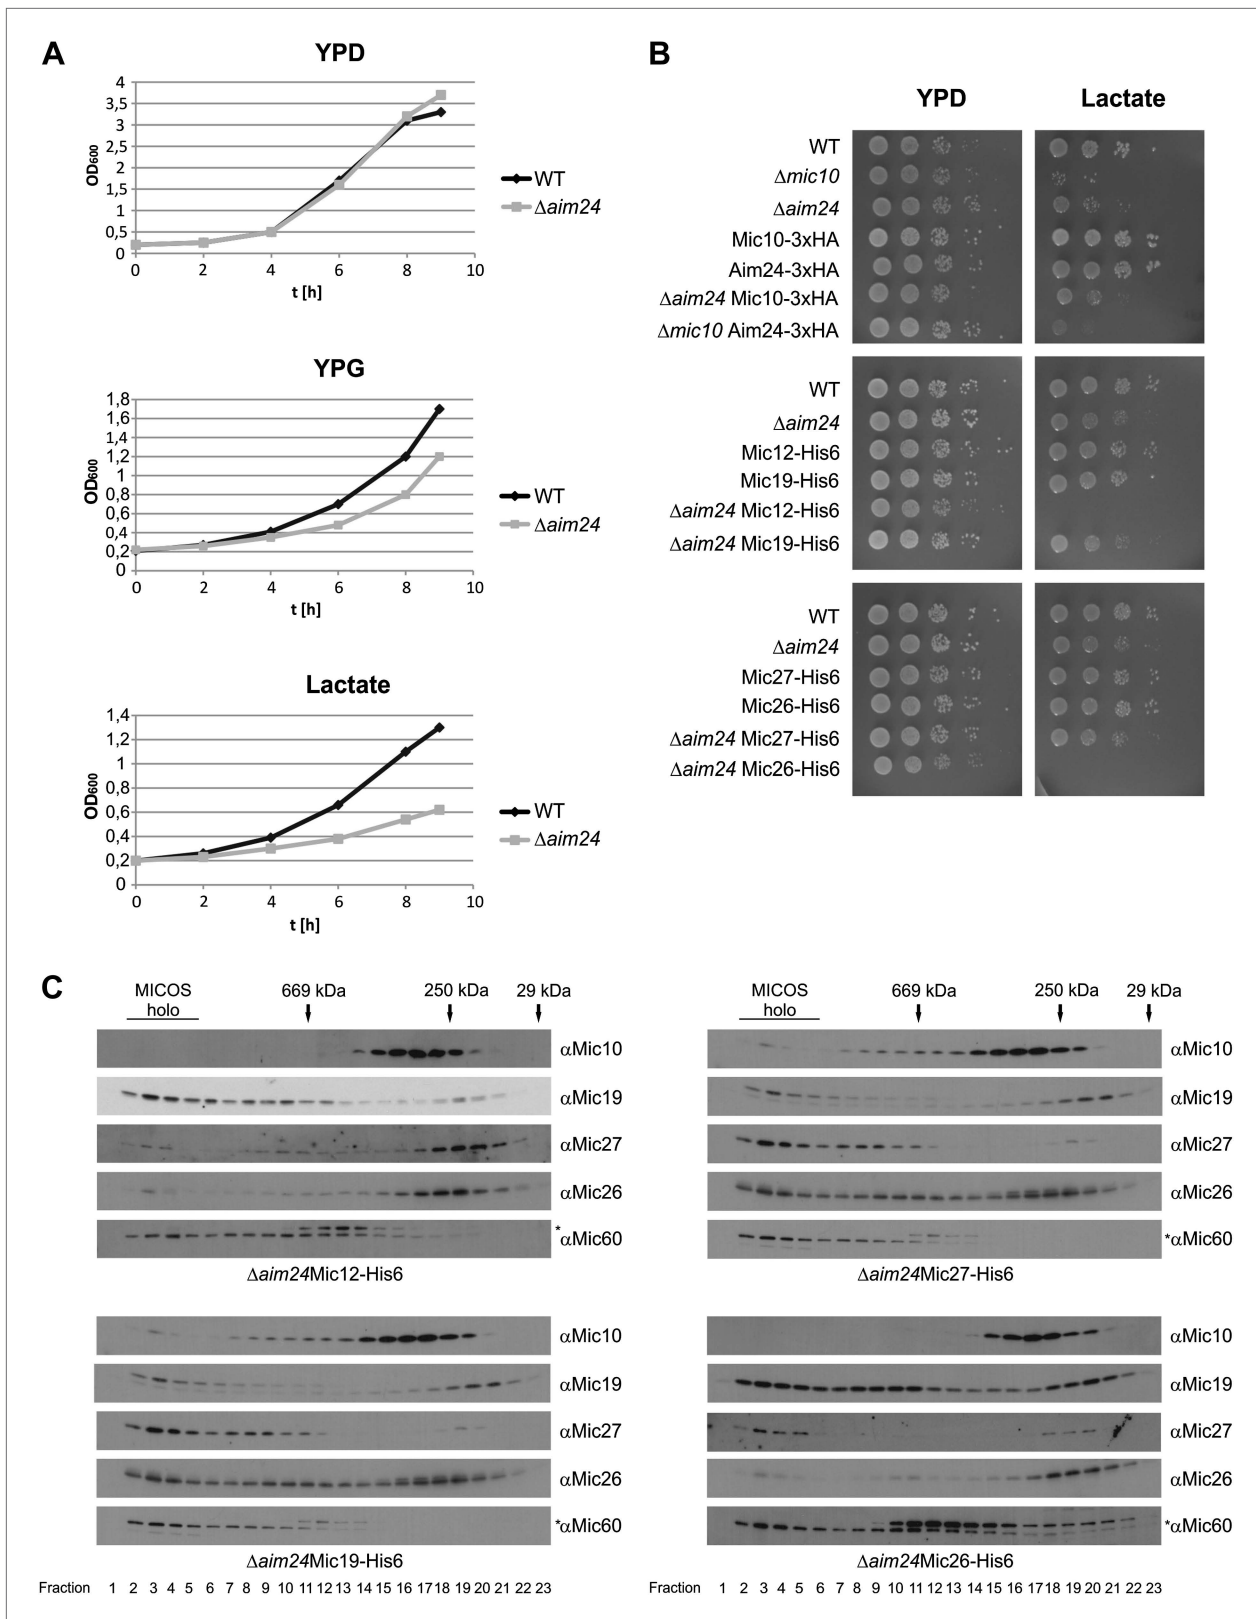 A
YPD
4
3,5
3
2,5
2
1,5
1
0,5
0
OD600
0 2 4 6 8 10
t [h]
WT
Δaim24
YPG
1,8
1,6
1,4
1,2
1
0,8
0,6
0,4
0,2
0
OD600
0 2 4 6 8 10
t [h]
WT
Δaim24
Lactate
1,4
1,2
1
0,8
0,6
0,4
0,2
0
OD600
0 2 4 6 8 10
t [h]
WT
Δaim24
B
YPD Lactate
WT
Δmic10
Δaim24
Mic10-3xHA
Aim24-3xHA
Δaim24 Mic10-3xHA
Δmic10 Aim24-3xHA
WT
Δaim24
Mic12-His6
Mic19-His6
Δaim24 Mic12-His6
Δaim24 Mic19-His6
WT
Δaim24
Mic27-His6
Mic26-His6
Δaim24 Mic27-His6
Δaim24 Mic26-His6
C
MICOS holo 669 kDa 250 kDa 29 kDa
αMic10
αMic19
αMic27
αMic26
*αMic60
Δaim24Mic12-His6
αMic10
αMic19
αMic27
αMic26
*αMic60
Δaim24Mic19-His6
Fraction 1 2 3 4 5 6 7 8 9 10 11 12 13 14 15 16 17 18 19 20 21 22 23
MICOS holo 669 kDa 250 kDa 29 kDa
αMic10
αMic19
αMic27
αMic26
*αMic60
Δaim24Mic27-His6
αMic10
αMic19
αMic27
αMic26
*αMic60
Δaim24Mic26-His6
Fraction 1 2 3 4 5 6 7 8 9 10 11 12 13 14 15 16 17 18 19 20 21 22 23